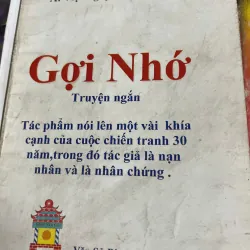 Gợi Nhớ
Truyện ngắn
Tác phẩm nói lên một vài khía
cạnh của cuộc chiến tranh 30
năm,trong đó tác giả là nạn
nhân và là nhân chứng .